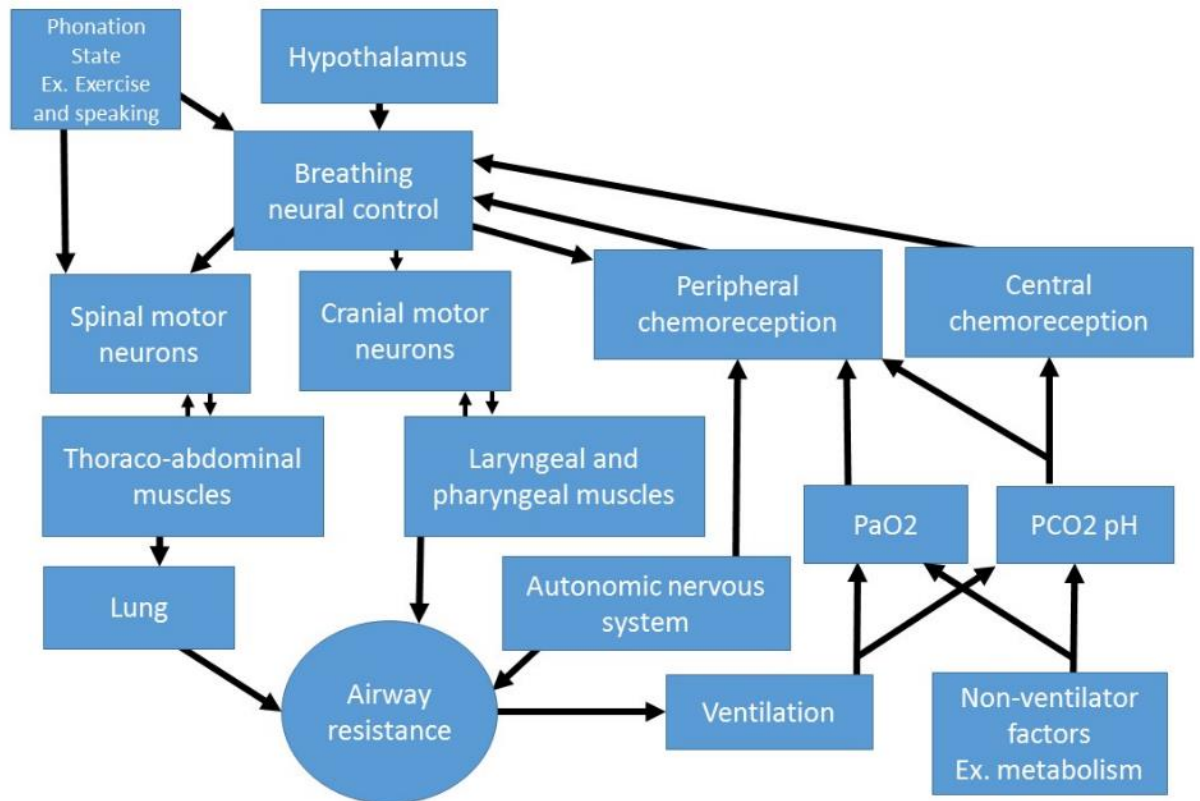 Phonation
State
Ex. Exercise
and speaking
Hypothalamus
Breathing
neural control
Spinal motor
neurons
Cranial motor
neurons
Peripheral
chemoreception
Central
chemoreception
Thoraco-abdominal
muscles
Laryngeal and
pharyngeal muscles
PaO2
PCO2 pH
Lung
Autonomic nervous
system
Airway
resistance
Ventilation
Non-ventilator
factors
Ex. metabolism